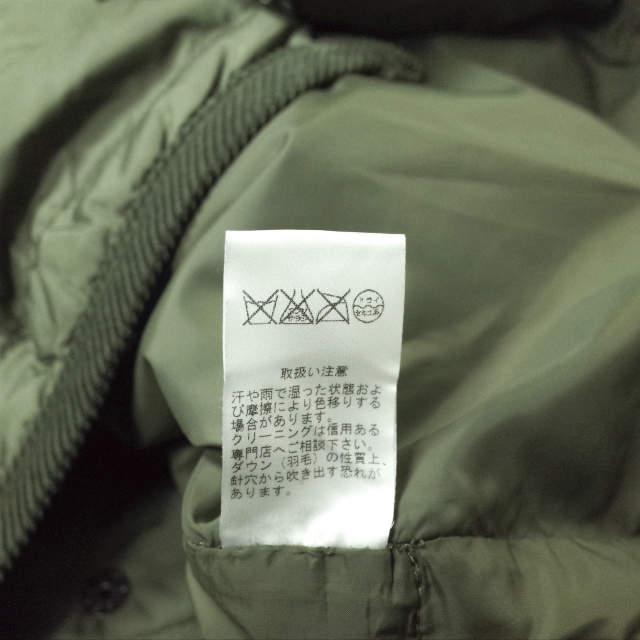 取扱い注意
汗や雨で湿った状態およ
び摩擦により色移りする
場合があります。
クリーニングは信用ある
専門店へご相談下さい。
ダウン（羽毛）の性質上、
針穴から吹き出す恐れが
あります。